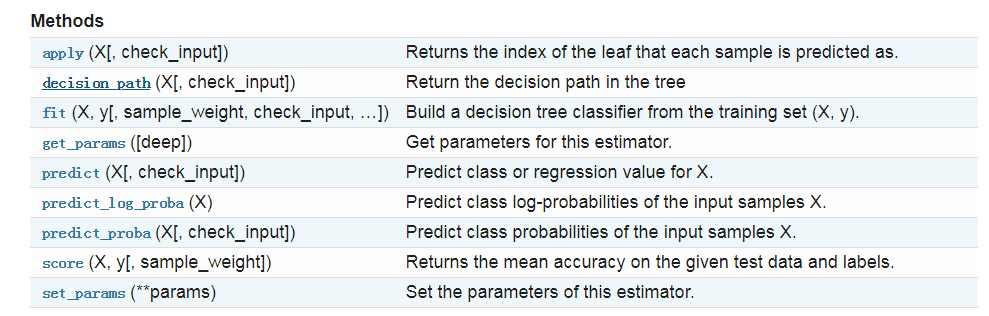 Methods
apply (X[, check_input]) Returns the index of the leaf that each sample is predicted as.
decision_path (X[, check_input]) Return the decision path in the tree
fit (X, y[, sample_weight, check_input, …]) Build a decision tree classifier from the training set (X, y).
get_params ([deep]) Get parameters for this estimator.
predict (X[, check_input]) Predict class or regression value for X.
predict_log_proba (X) Predict class log-probabilities of the input samples X.
predict_proba (X[, check_input]) Predict class probabilities of the input samples X.
score (X, y[, sample_weight]) Returns the mean accuracy on the given test data and labels.
set_params (**params) Set the parameters of this estimator.